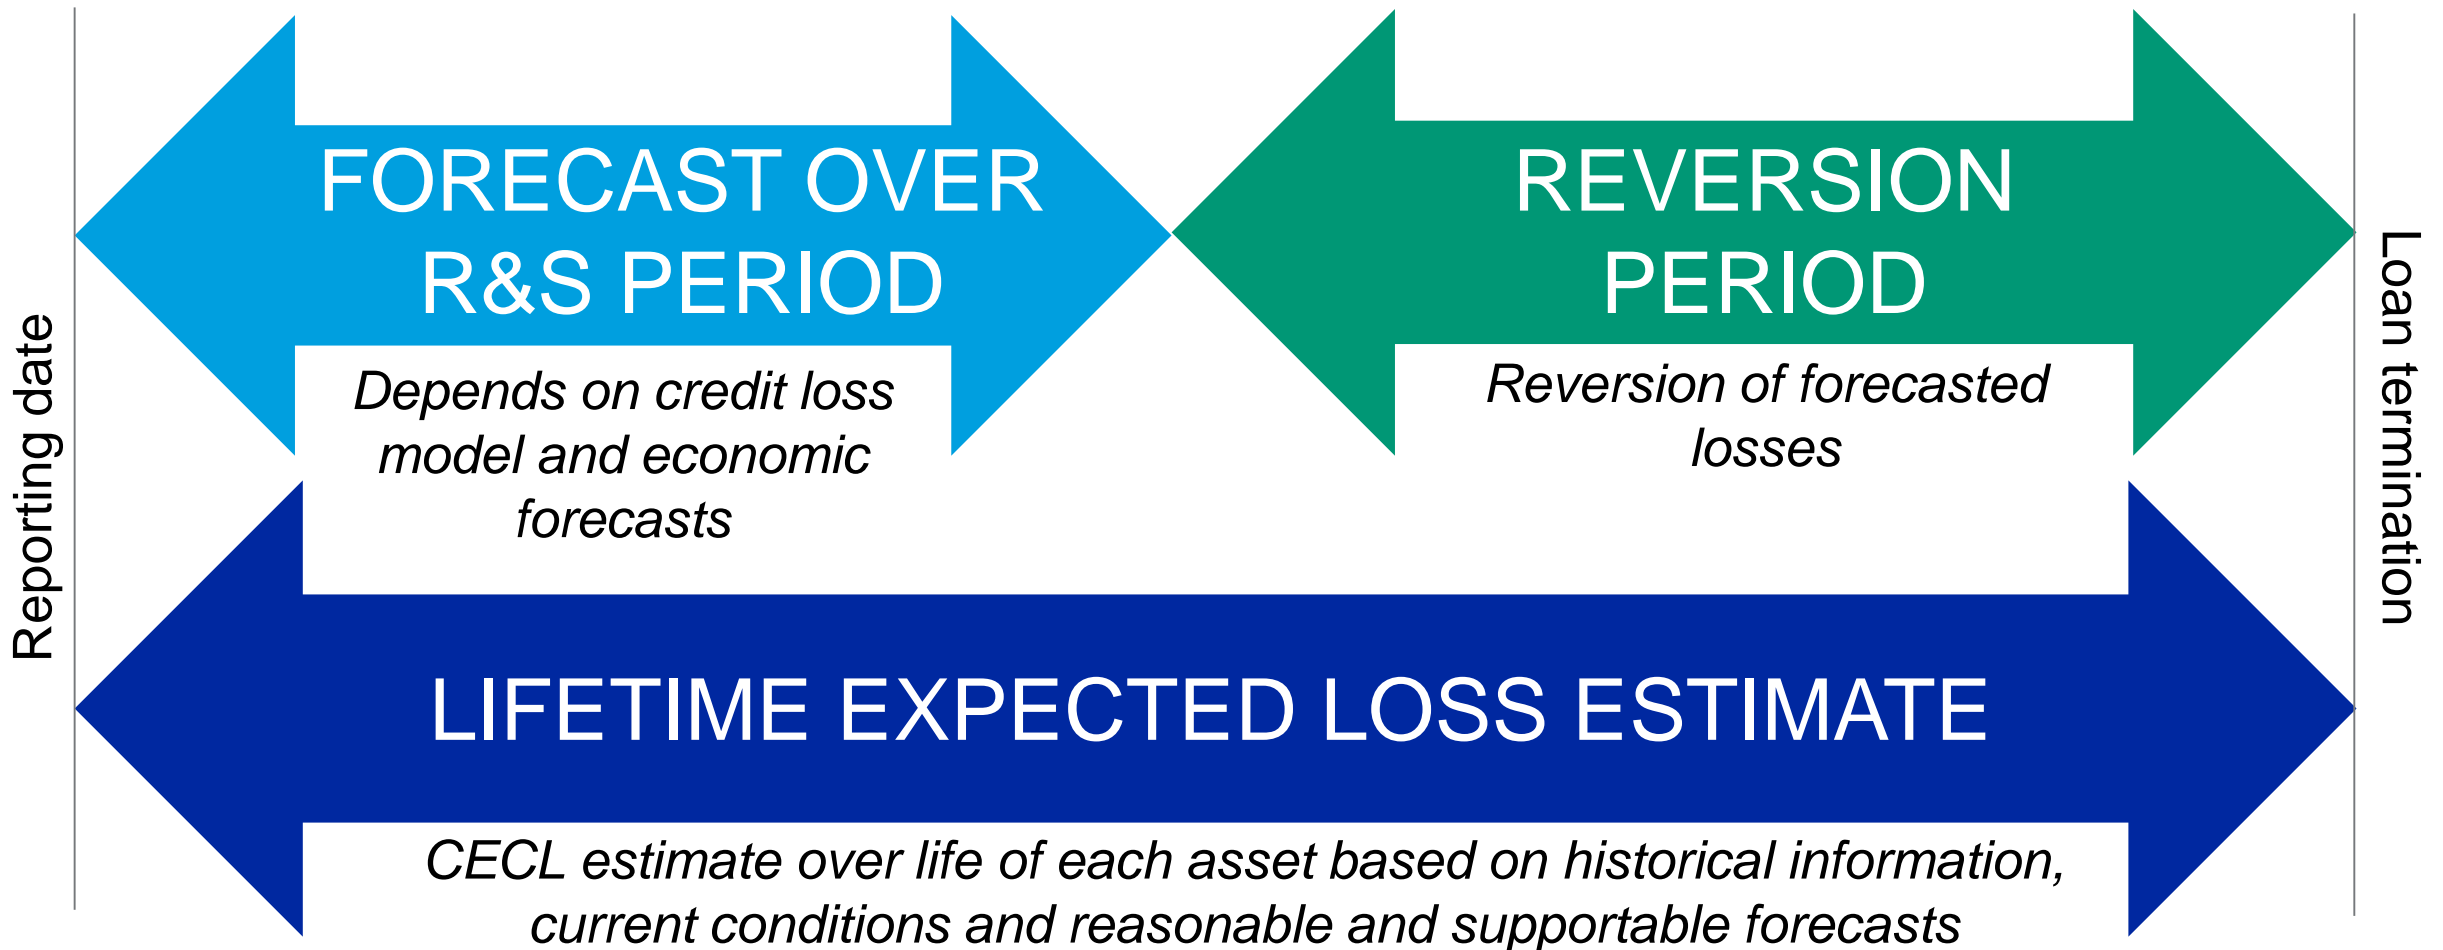 Reporting date
FORECAST OVER
R&S PERIOD
Depends on credit loss
model and economic
forecasts
REVERSION
PERIOD
Reversion of forecasted
losses
LIFETIME EXPECTED LOSS ESTIMATE
CECL estimate over life of each asset based on historical information,
current conditions and reasonable and supportable forecasts
Loan termination